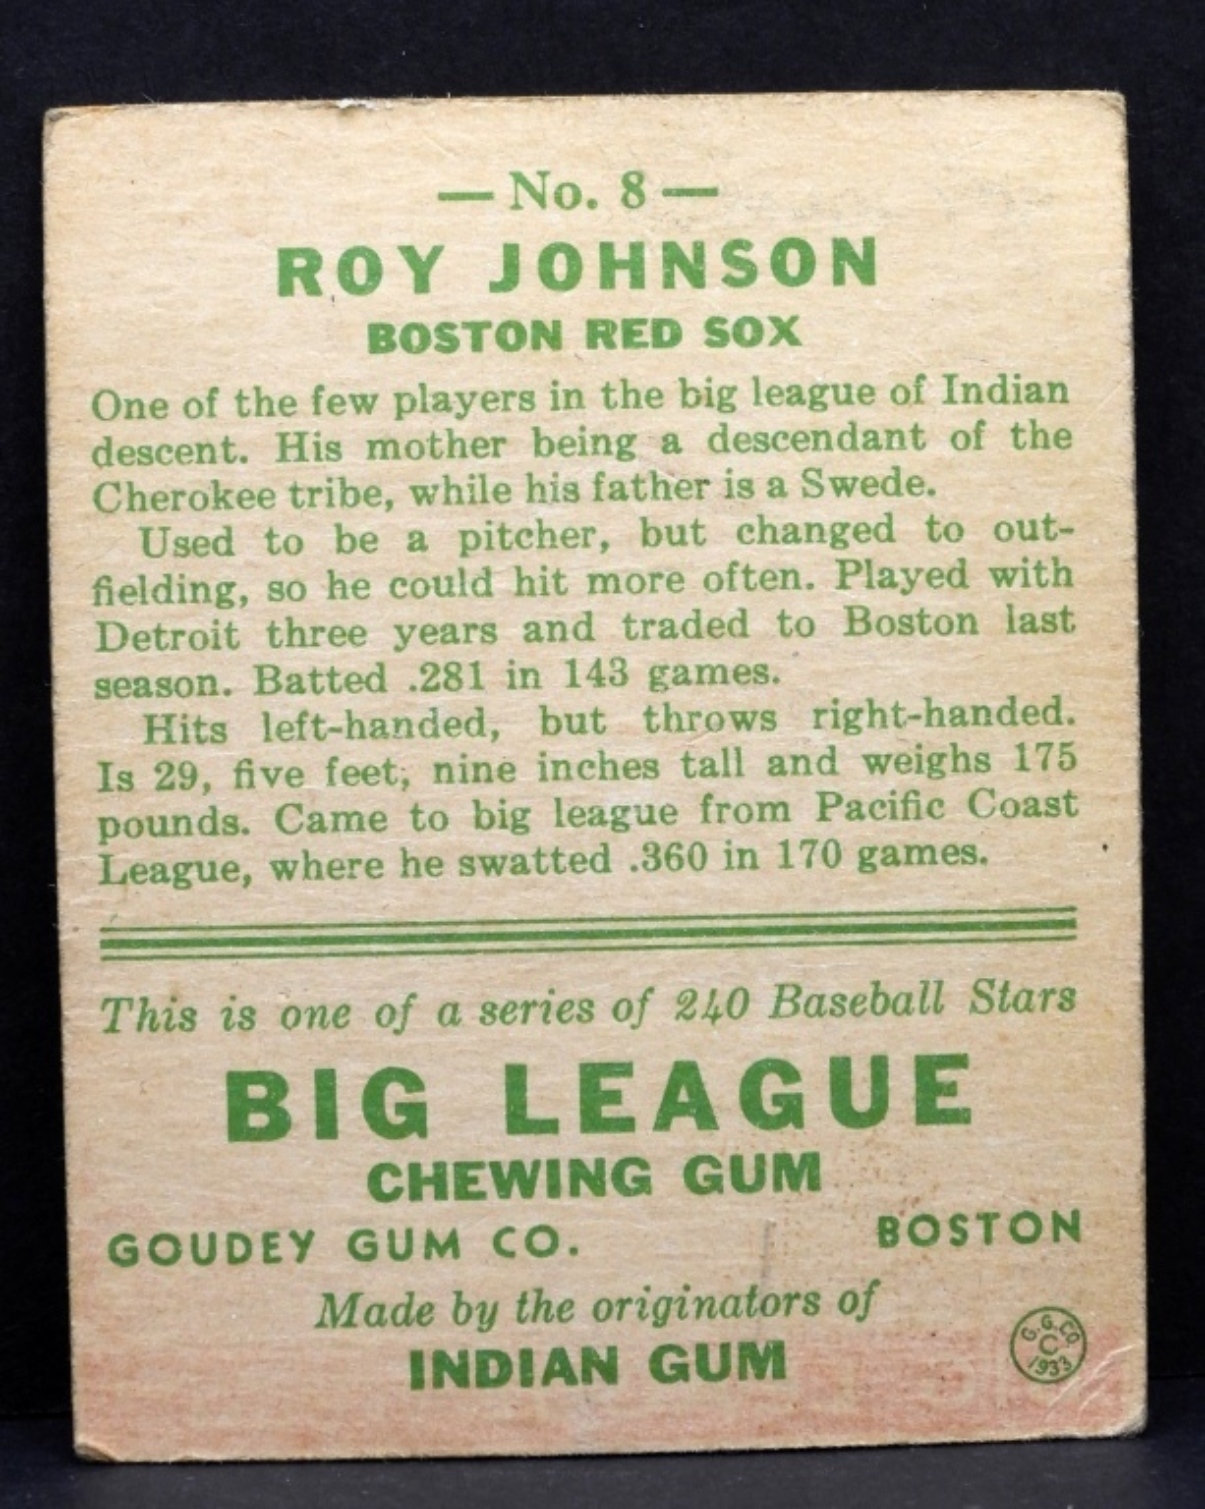 — No. 8 —
ROY JOHNSON
BOSTON RED SOX
One of the few players in the big league of Indian
descent. His mother being a descendant of the
Cherokee tribe, while his father is a Swede.
Used to be a pitcher, but changed to out-
fielding, so he could hit more often. Played with
Detroit three years and traded to Boston last
season. Batted .281 in 143 games.
Hits left-handed, but throws right-handed.
Is 29, five feet, nine inches tall and weighs 175
pounds. Came to big league from Pacific Coast
League, where he swatted .360 in 170 games.
This is one of a series of 240 Baseball Stars
BIG LEAGUE
CHEWING GUM
GOUDEY GUM CO. BOSTON
Made by the originators of
INDIAN GUM
G.G.CO
C
1933